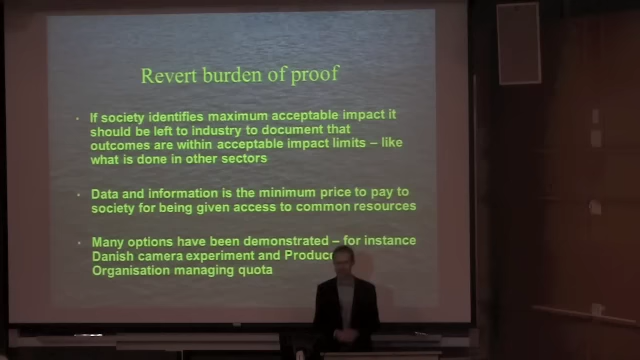 Revert burden of proof
• If society identifies maximum acceptable impact it
should be left to industry to document that
outcomes are within acceptable impact limits – like
what is done in other sectors
• Data and information is the minimum price to pay to
society for being given access to common resources
• Many options have been demonstrated – for instance
Danish camera experiment and Produce
Organisation managing quota